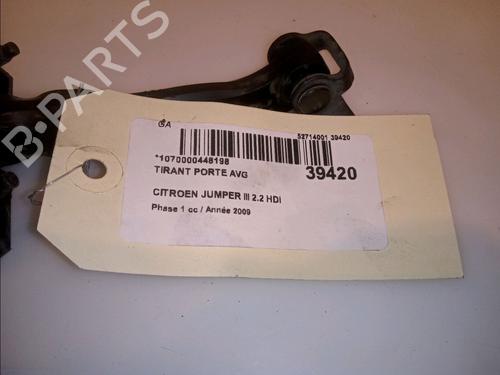 B-PARTS
GA
52714001 39420
*1070000448198
TIRANT PORTE AVG
39420
CITROEN JUMPER III 2.2 HDI
Phase 1 cc / Année 2009